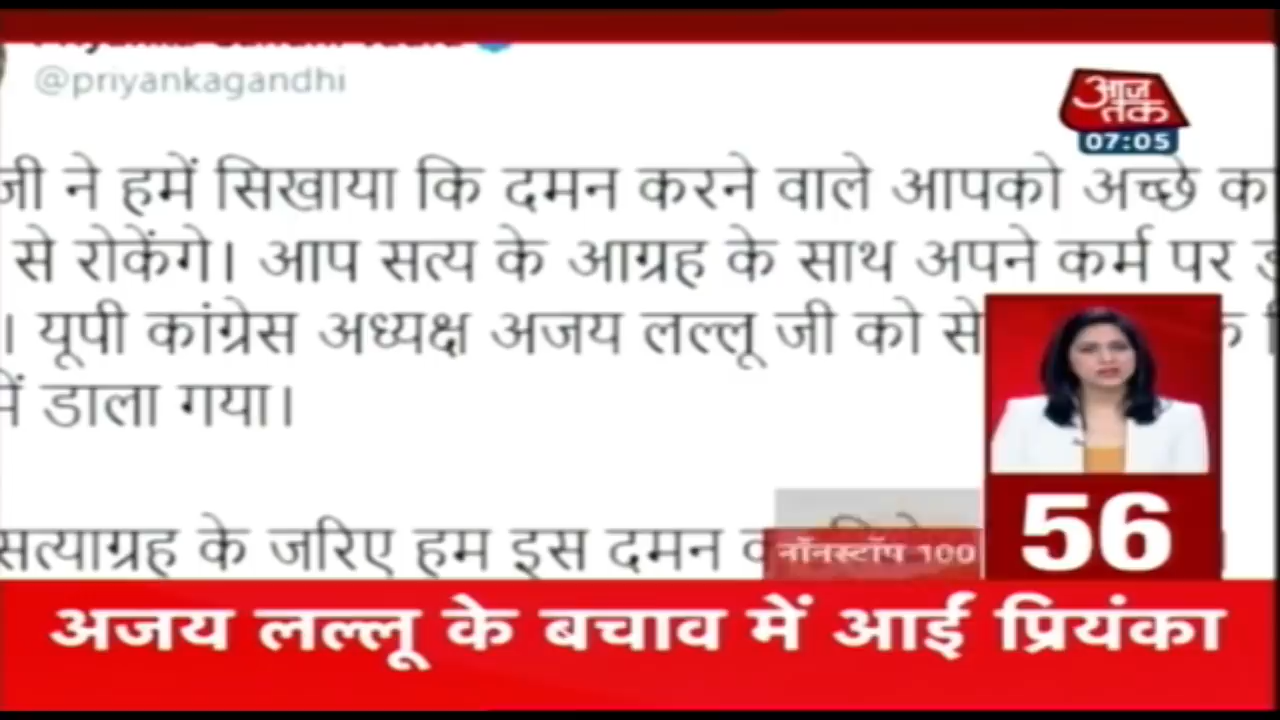 @priyankagandhi
आज
तक
07:05
जी ने हमें सिखाया कि दमन करने वाले आपको अच्छे
से रोकेंगे। आप सत्य के आग्रह के साथ अपने कर्म पर
। यूपी कांग्रेस अध्यक्ष अजय लल्लू जी को से
में डाला गया।
सत्याग्रह के जरिए हम इस दमन
नॉनस्टॉप 100
56
अजय लल्लू के बचाव में आईं प्रियंका